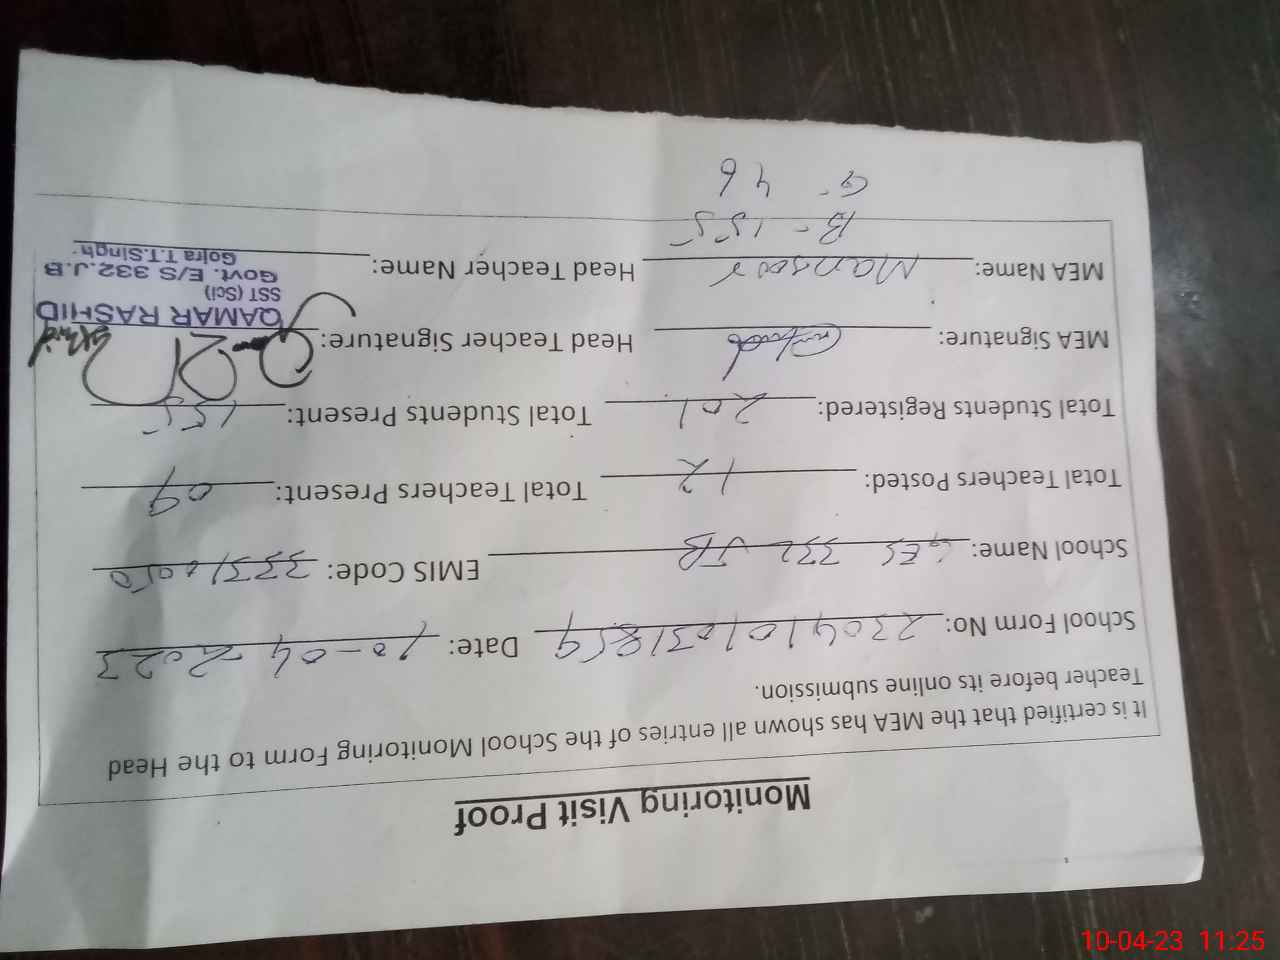 Monitoring Visit Proof
It is certified that the MEA has shown all entries of the School Monitoring Form to the Head
Teacher before its online submission.
School Form No: 2304101031859 Date: 10-04-2023
School Name: GES 332 JB EMIS Code: 33310050
Total Teachers Posted: 12 Total Teachers Present: 09
Total Students Registered: 201 Total Students Present: 155
MEA Signature: Head Teacher Signature:
QAMAR RASHID
SST (Sci)
MEA Name: Mansoor Head Teacher Name:
Govt. E/S 332.J.B
Gojra T.T.Singh
B - 155
G - 46
10-04-23 11:25